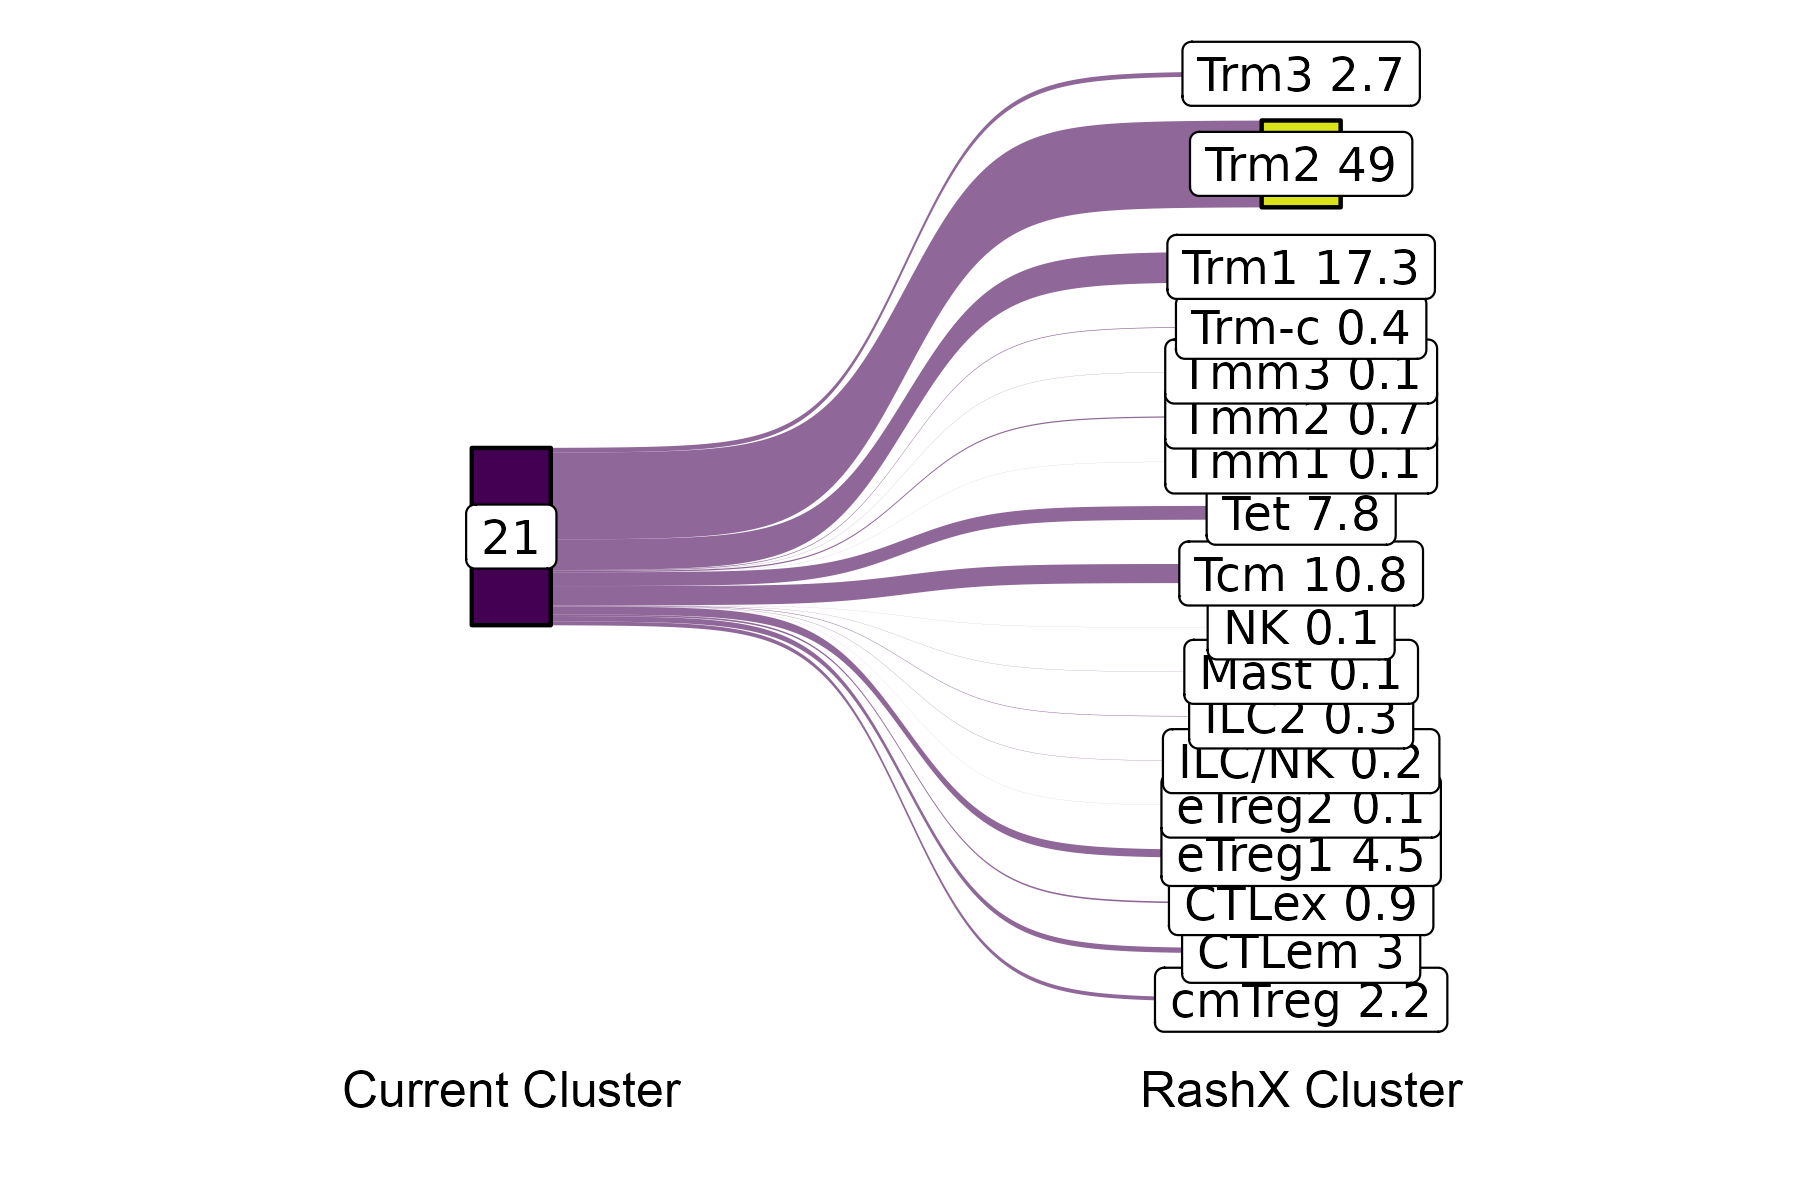 Trm3 2.7
Trm2 49
Trm1 17.3
Trm-c 0.4
Tmm3 0.1
Tmm2 0.7
Tmm1 0.1
Tet 7.8
21
Tcm 10.8
NK 0.1
Mast 0.1
ILC2 0.3
ILC/NK 0.2
eTreg2 0.1
eTreg1 4.5
CTLex 0.9
CTLem 3
cmTreg 2.2
Current Cluster
RashX Cluster